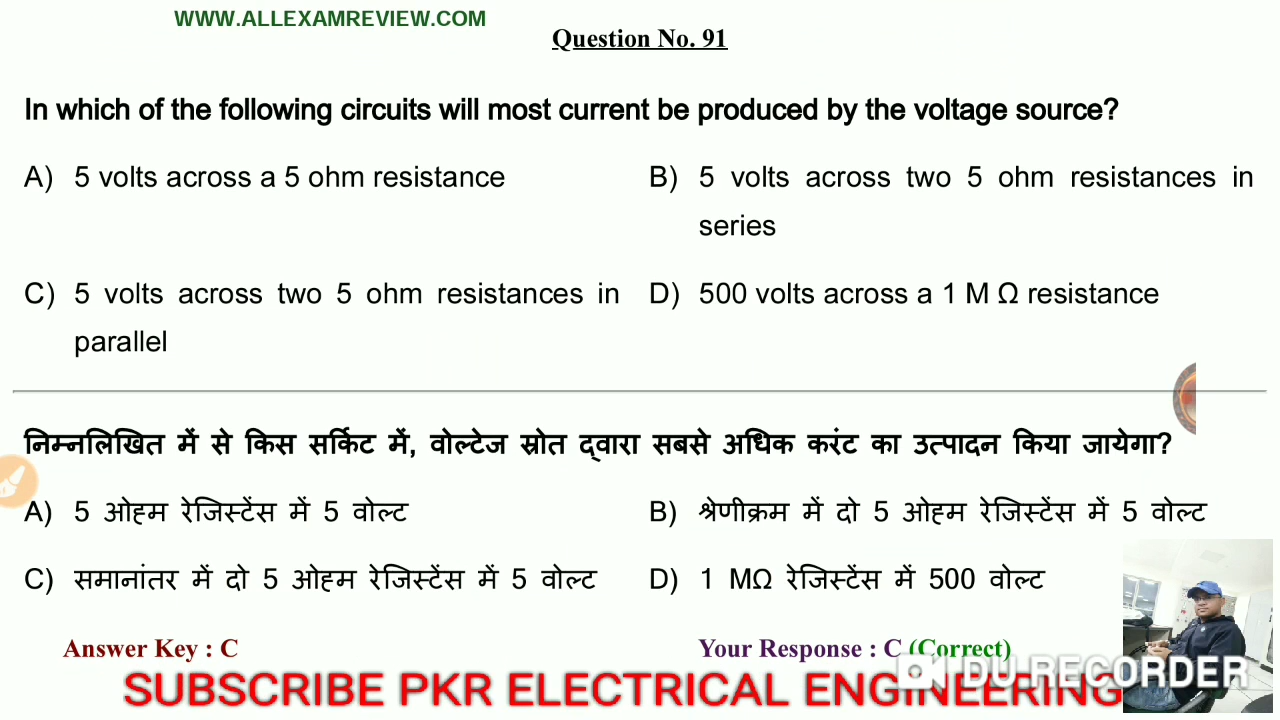 WWW.ALLEXAMREVIEW.COM
Question No. 91
In which of the following circuits will most current be produced by the voltage source?
A) 5 volts across a 5 ohm resistance
B) 5 volts across two 5 ohm resistances in
series
C) 5 volts across two 5 ohm resistances in
parallel
D) 500 volts across a 1 M Ω resistance
निम्नलिखित में से किस सर्किट में, वोल्टेज स्रोत द्वारा सबसे अधिक करंट का उत्पादन किया जायेगा?
A) 5 ओह्म रेजिस्टेंस में 5 वोल्ट
B) श्रेणीक्रम में दो 5 ओह्म रेजिस्टेंस में 5 वोल्ट
C) समानांतर में दो 5 ओह्म रेजिस्टेंस में 5 वोल्ट
D) 1 MΩ रेजिस्टेंस में 500 वोल्ट
Answer Key : C
Your Response : C (Correct)
SUBSCRIBE PKR ELECTRICAL ENGINEERING
DU RECORDER